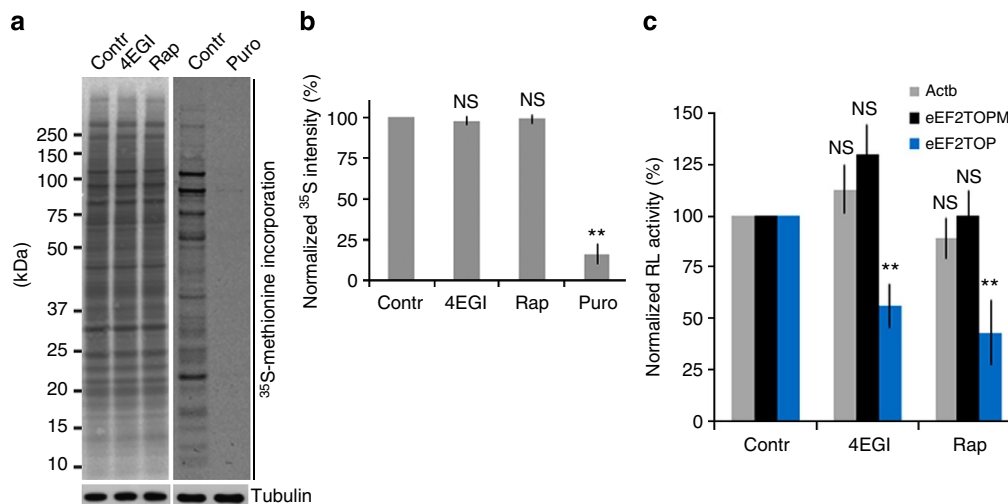 a
Contr
4EGI
Rap
Contr
Puro
250
150
100
75
50
37
25
20
15
10
(kDa)
³⁵S-methionine incorporation
Tubulin
b
Normalized ³⁵S intensity (%)
100
75
50
25
0
NS
NS
**
Contr 4EGI Rap Puro
c
Normalized RL activity (%)
Actb
eEF2TOPM
eEF2TOP
150
125
100
75
50
25
0
NS
NS
**
NS
NS
**
Contr 4EGI Rap